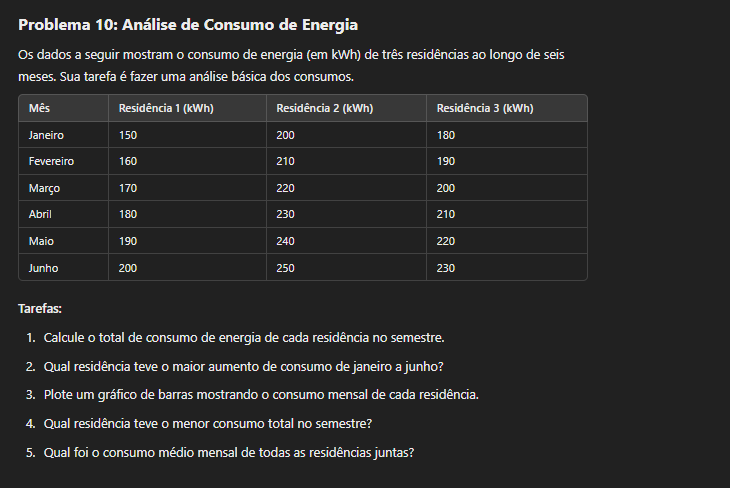 Problema 10: Análise de Consumo de Energia
Os dados a seguir mostram o consumo de energia (em kWh) de três residências ao longo de seis
meses. Sua tarefa é fazer uma análise básica dos consumos.
Mês Residência 1 (kWh) Residência 2 (kWh) Residência 3 (kWh)
Janeiro 150 200 180
Fevereiro 160 210 190
Março 170 220 200
Abril 180 230 210
Maio 190 240 220
Junho 200 250 230
Tarefas:
1. Calcule o total de consumo de energia de cada residência no semestre.
2. Qual residência teve o maior aumento de consumo de janeiro a junho?
3. Plote um gráfico de barras mostrando o consumo mensal de cada residência.
4. Qual residência teve o menor consumo total no semestre?
5. Qual foi o consumo médio mensal de todas as residências juntas?